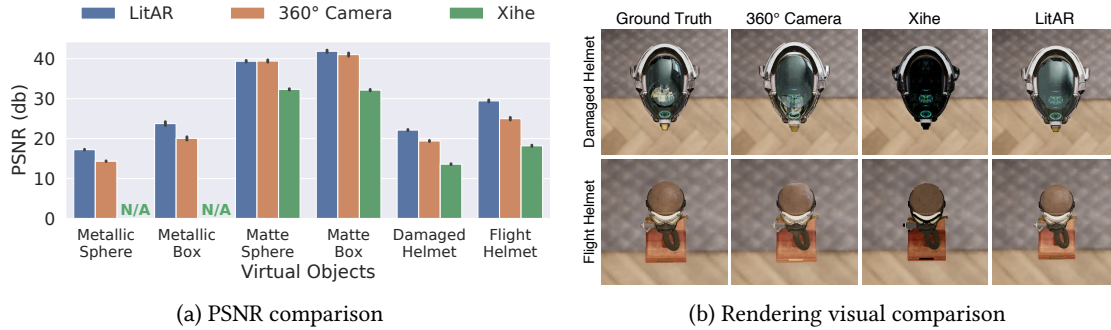 LitAR
360° Camera
Xihe
PSNR (db)
40
30
20
10
0
N/A
N/A
Metallic
Sphere
Metallic
Box
Matte
Sphere
Matte
Box
Damaged
Helmet
Flight
Helmet
Virtual Objects
(a) PSNR comparison
Ground Truth
360° Camera
Xihe
LitAR
Damaged Helmet
Flight Helmet
(b) Rendering visual comparison